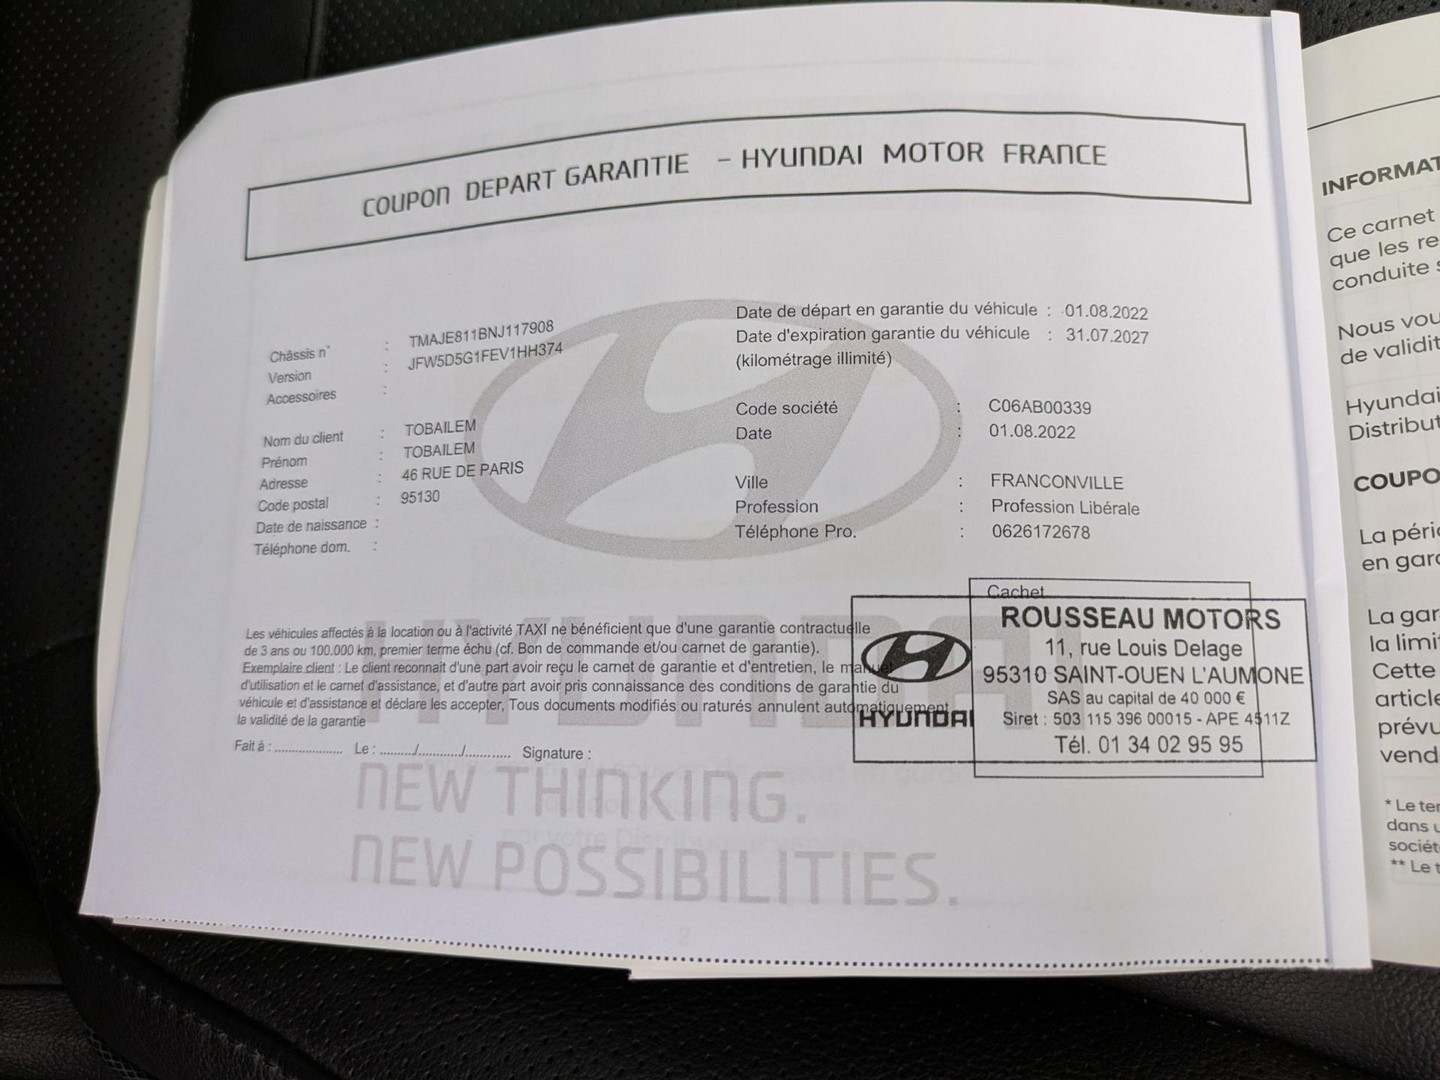 COUPON DEPART GARANTIE - HYUNDAI MOTOR FRANCE
Châssis n° : TMAJE811BNJ117908
Version : JFW5D5G1FEV1HH374
Accessoires :
Nom du client : TOBAILEM
Prénom : TOBAILEM
Adresse : 46 RUE DE PARIS
Code postal : 95130
Date de naissance :
Téléphone dom. :
Date de départ en garantie du véhicule : 01.08.2022
Date d'expiration garantie du véhicule : 31.07.2027
(kilométrage illimité)
Code société : C06AB00339
Date : 01.08.2022
Ville : FRANCONVILLE
Profession : Profession Libérale
Téléphone Pro. : 0626172678
Les véhicules affectés à la location ou à l'activité TAXI ne bénéficient que d'une garantie contractuelle
de 3 ans ou 100.000 km, premier terme échu (cf. Bon de commande et/ou carnet de garantie).
Exemplaire client : Le client reconnait d'une part avoir reçu le carnet de garantie et d'entretien, le manuel
d'utilisation et le carnet d'assistance, et d'autre part avoir pris connaissance des conditions de garantie du
véhicule et d'assistance et déclare les accepter, Tous documents modifiés ou raturés annulent automatiquement
la validité de la garantie
Fait à : .................... Le : ........./.........../............ Signature :
Cachet
HYUNDAI
ROUSSEAU MOTORS
11, rue Louis Delage
95310 SAINT-OUEN L'AUMONE
SAS au capital de 40 000 €
Siret : 503 115 396 00015 - APE 4511Z
Tél. 01 34 02 95 95
HYUNDAI
NEW THINKING.
NEW POSSIBILITIES.
2
INFORMAT
Ce carnet
que les re
conduite s
Nous vou
de validit
Hyundai
Distribut
COUPO
La péri
en gara
La gar
la limi
Cette
article
prévu
vend
* Le ter
dans u
sociét
** Le t